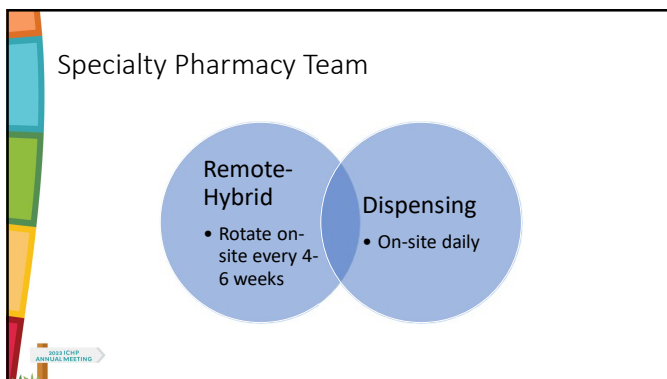 Specialty Pharmacy Team
Remote-
Hybrid
• Rotate on-
site every 4-
6 weeks
Dispensing
• On-site daily
2022 ICHP
ANNUAL MEETING